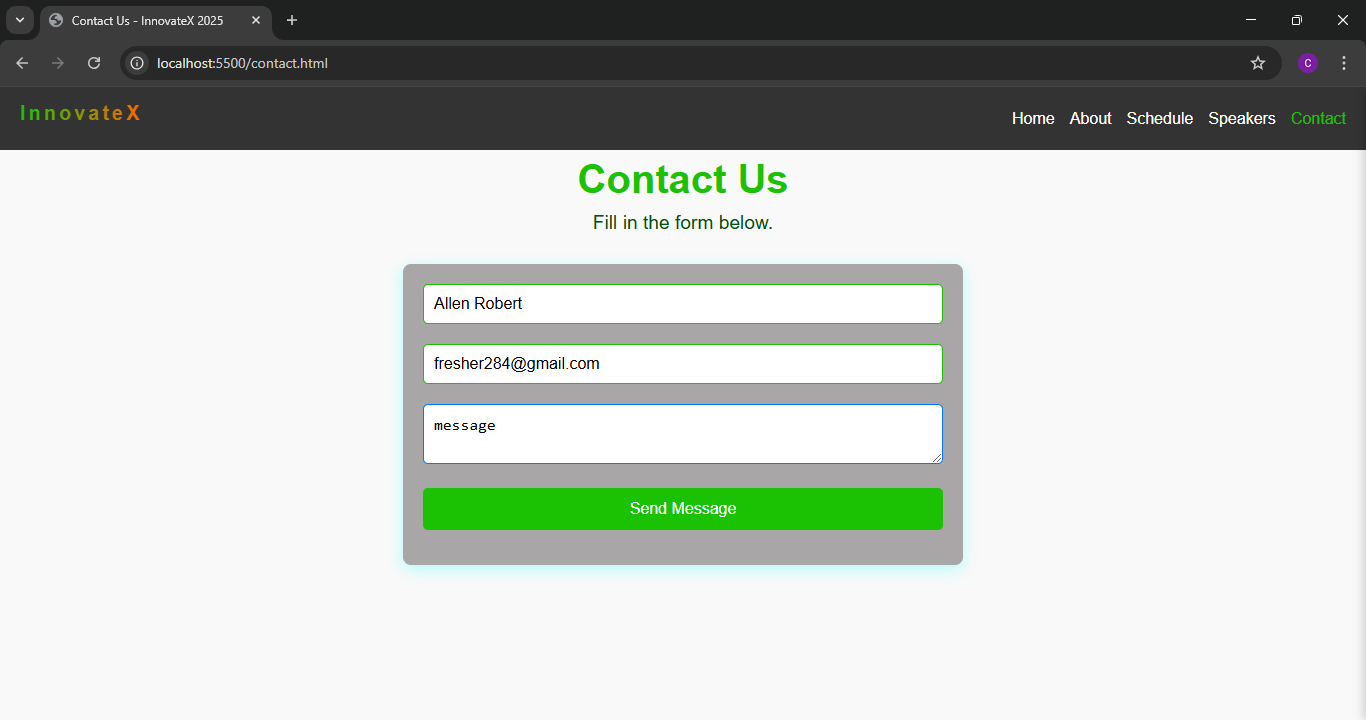 Contact Us - InnovateX 2025
localhost:5500/contact.html
C
InnovateX
Home About Schedule Speakers Contact
Contact Us
Fill in the form below.
Allen Robert
fresher284@gmail.com
message
Send Message